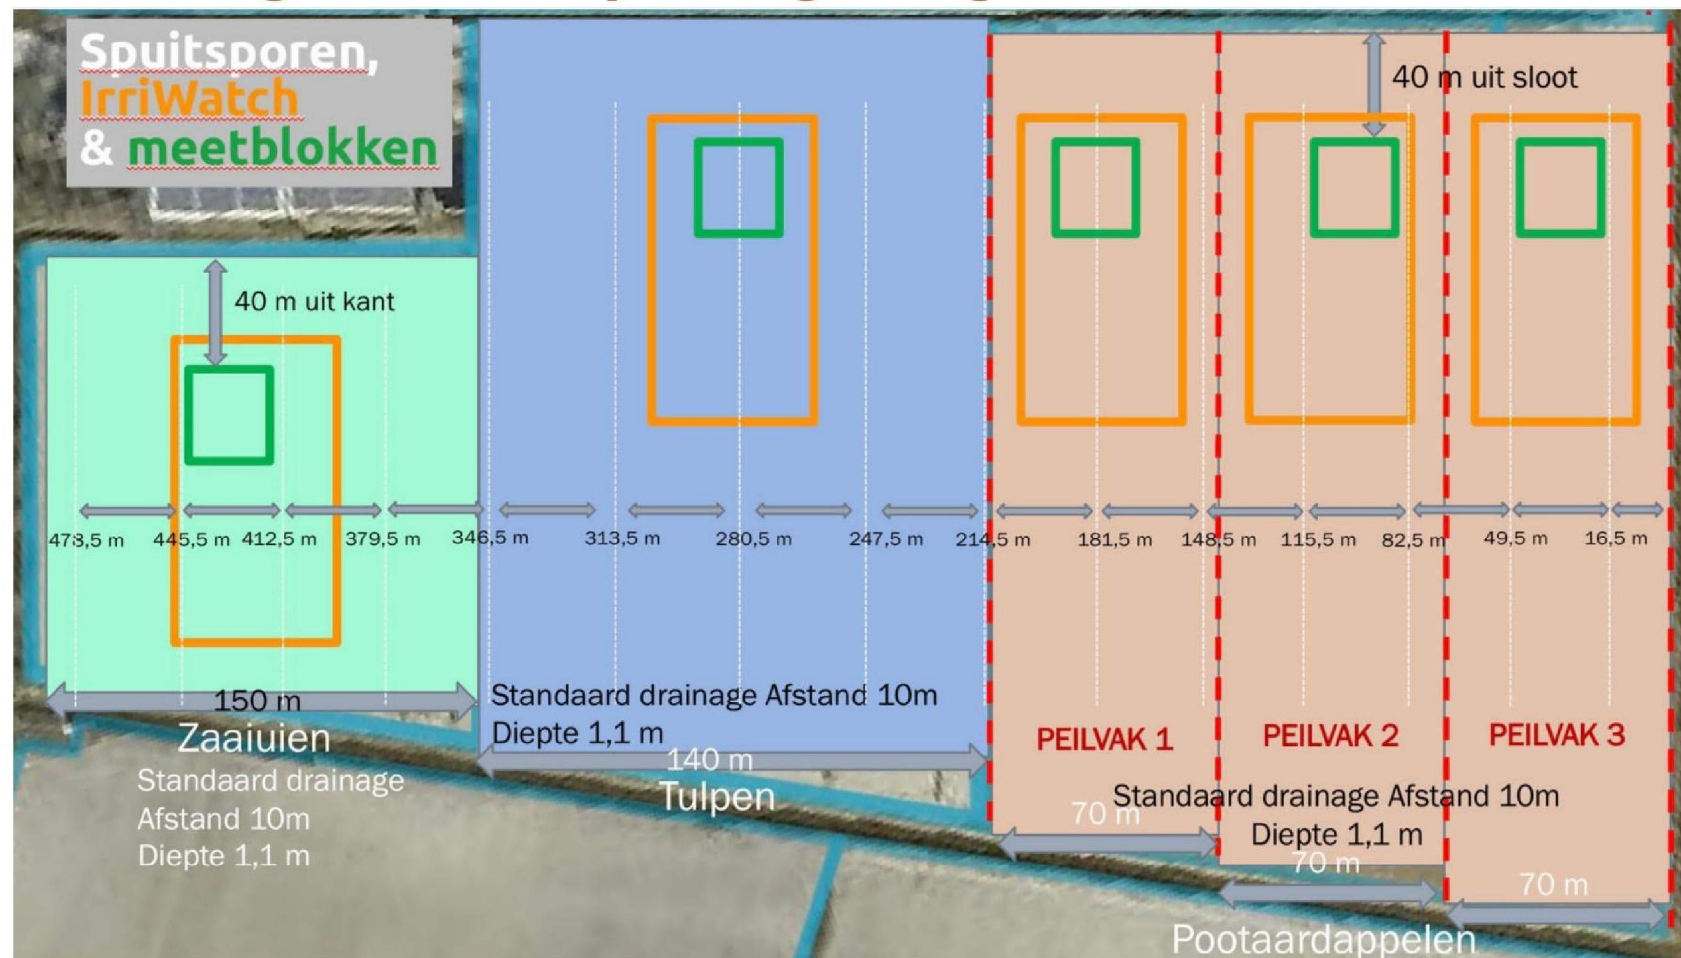 Spuitsporen,
IrriWatch
& meetblokken
40 m uit sloot
40 m uit kant
478,5 m 445,5 m 412,5 m 379,5 m 346,5 m 313,5 m 280,5 m 247,5 m 214,5 m 181,5 m 148,5 m 115,5 m 82,5 m 49,5 m 16,5 m
150 m
Zaaiuien
Standaard drainage
Afstand 10m
Diepte 1,1 m
Standaard drainage Afstand 10m
Diepte 1,1 m
140 m
Tulpen
PEILVAK 1
PEILVAK 2
PEILVAK 3
Standaard drainage Afstand 10m
Diepte 1,1 m
70 m
70 m
70 m
Pootaardappelen